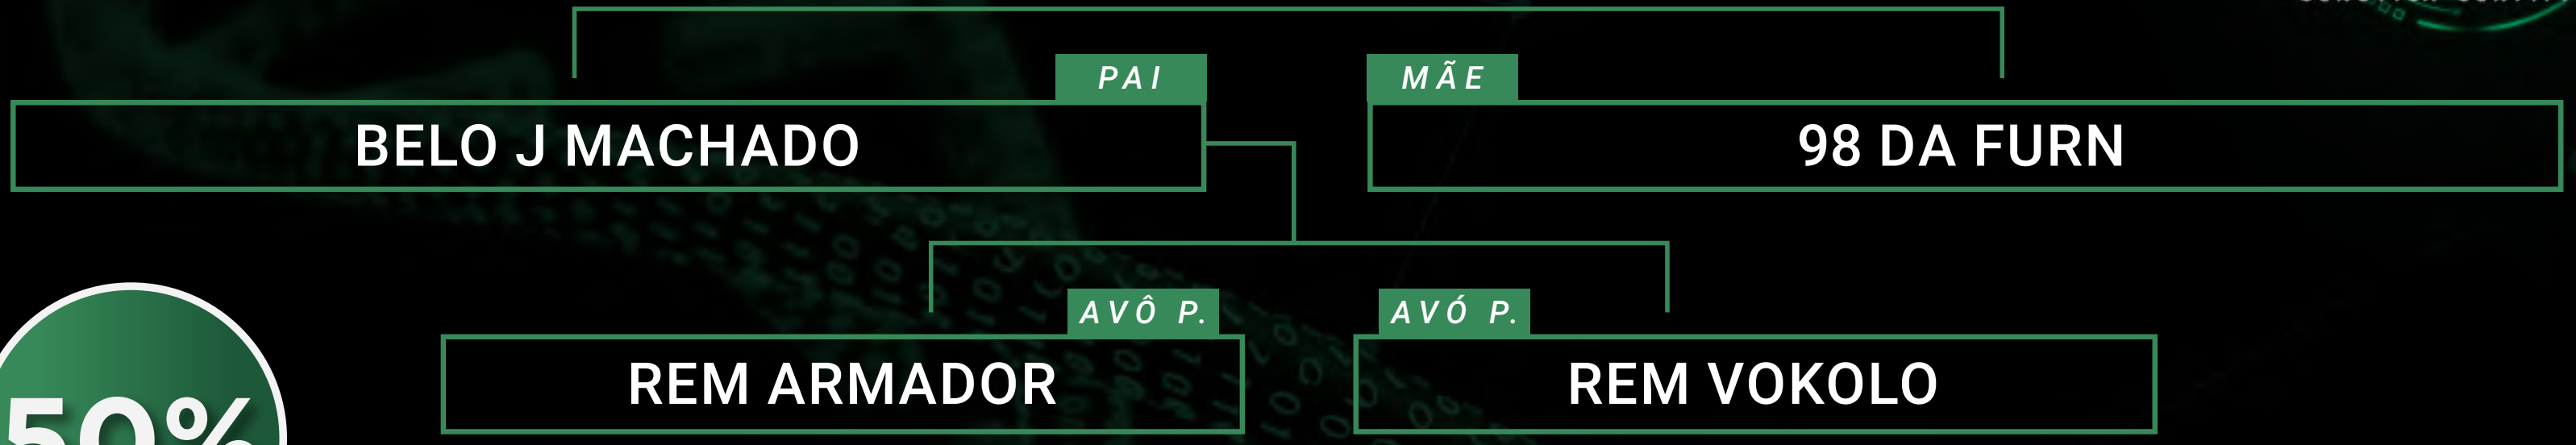 PAI
MÃE
BELO J MACHADO
98 DA FURN
AVÔ P.
AVÓ P.
REM ARMADOR
REM VOKOLO
50%